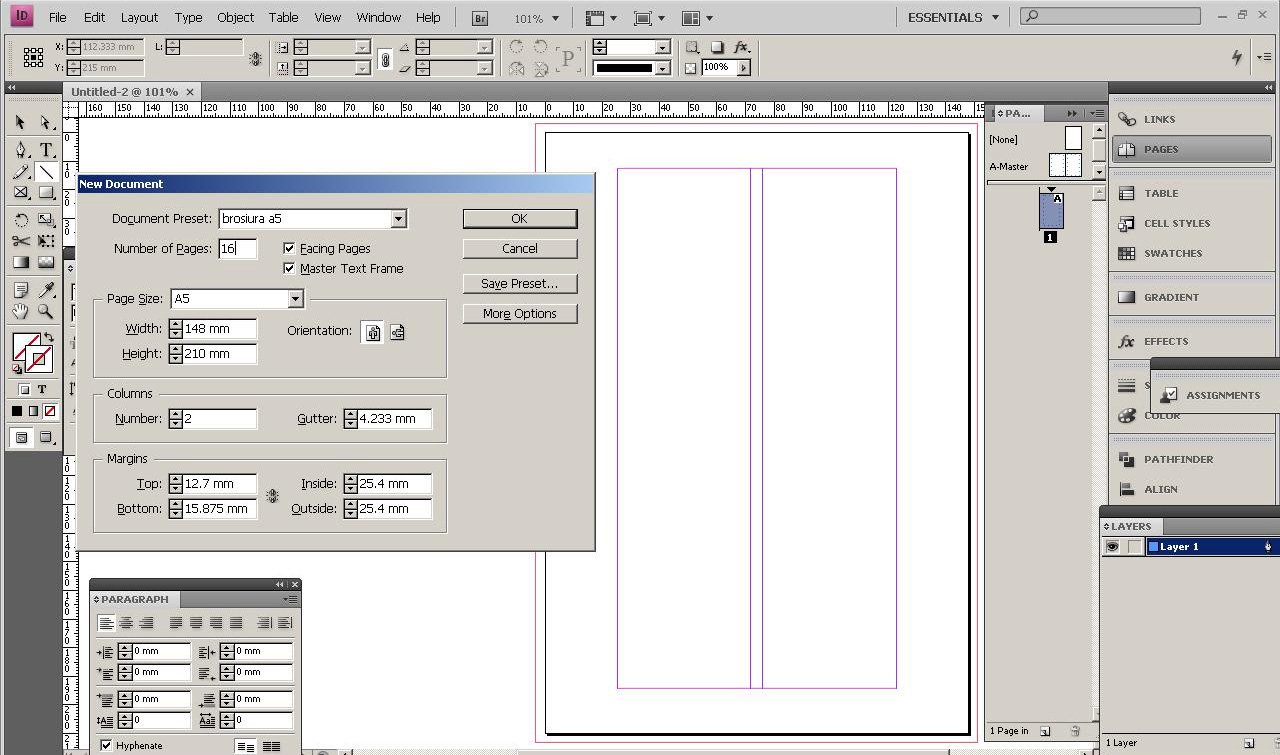 ID File Edit Layout Type Object Table View Window Help Br 101% ESSENTIALS
X: 112.333 mm L:
Y: 215 mm
P
fx
100%
Untitled-2 @ 101% ×
160 150 140 130 120 110 100 90 80 70 60 50 40 30 20 10 0 10 20 30 40 50 60 70 80 90 100 110 120 130 140 15
PA...
[None]
A-Master
A
1
LINKS
PAGES
TABLE
CELL STYLES
SWATCHES
GRADIENT
fx EFFECTS
S
ASSIGNMENTS
COLOR
PATHFINDER
ALIGN
LAYERS
Layer 1
1 Page in
1 Layer
T
T
New Document
Document Preset: brosiura a5
OK
Number of Pages: 16
Facing Pages
Cancel
Master Text Frame
Save Preset...
Page Size: A5
More Options
Width: 148 mm
Orientation:
Height: 210 mm
Columns
Number: 2
Gutter: 4.233 mm
Margins
Top: 12.7 mm
Inside: 25.4 mm
Bottom: 15.875 mm
Outside: 25.4 mm
PARAGRAPH
0 mm 0 mm
0 mm 0 mm
0 mm 0 mm
0 0
Hyphenate